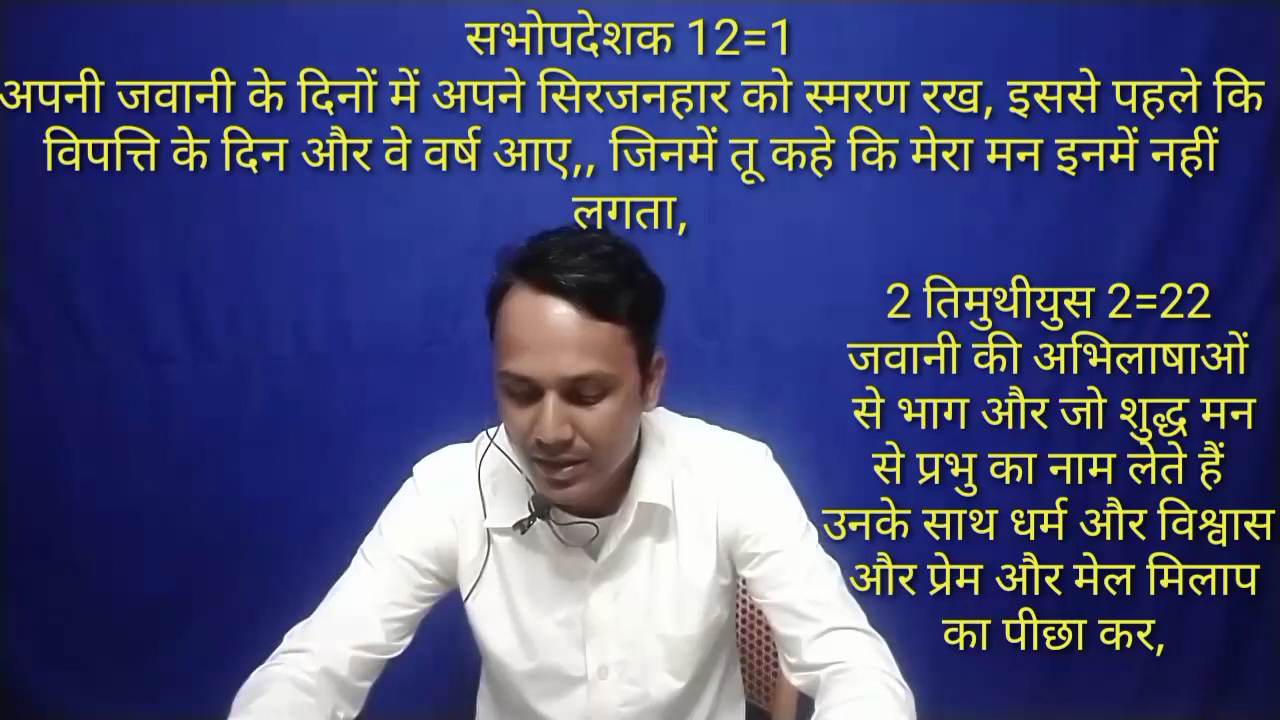 सभोपदेशक 12=1
अपनी जवानी के दिनों में अपने सिरजनहार को स्मरण रख, इससे पहले कि
विपत्ति के दिन और वे वर्ष आए,, जिनमें तू कहे कि मेरा मन इनमें नहीं
लगता,
2 तिमुथीयुस 2=22
जवानी की अभिलाषाओं
से भाग और जो शुद्ध मन
से प्रभु का नाम लेते हैं
उनके साथ धर्म और विश्वास
और प्रेम और मेल मिलाप
का पीछा कर,